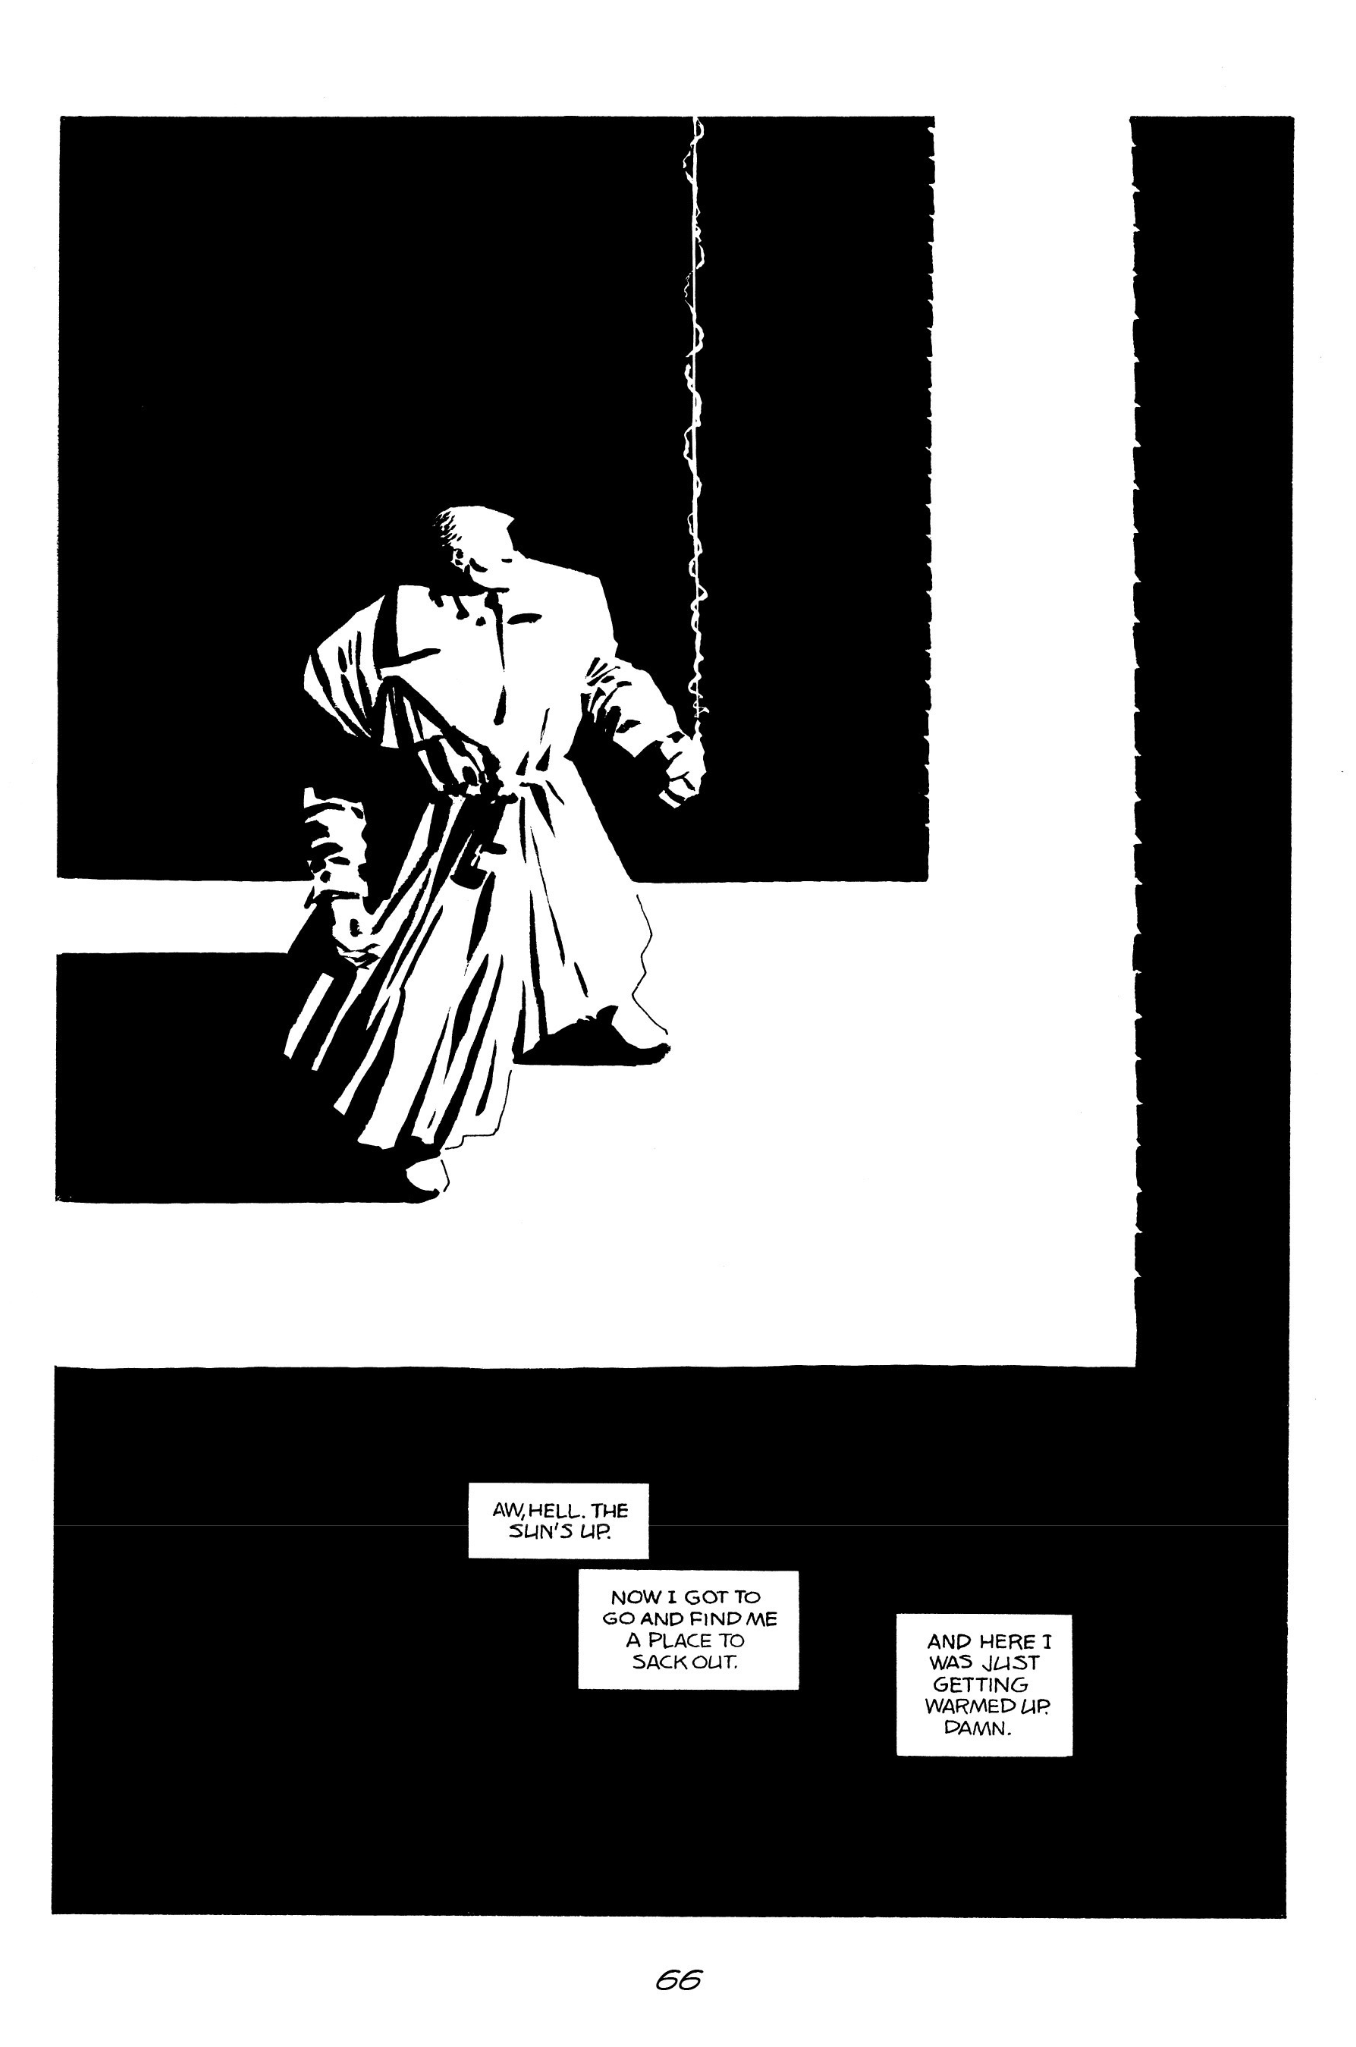 AW, HELL. THE
SUN'S UP.
NOW I GOT TO
GO AND FIND ME
A PLACE TO
SACK OUT.
AND HERE I
WAS JUST
GETTING
WARMED UP.
DAMN.
66